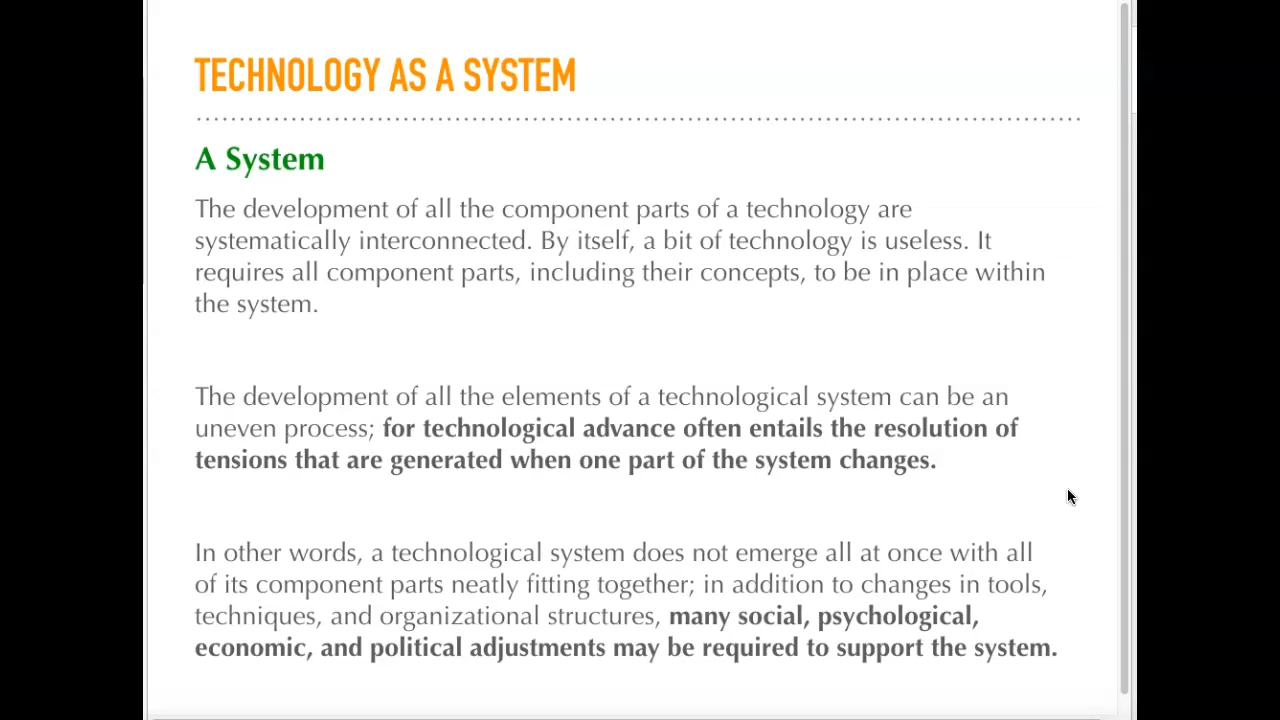 TECHNOLOGY AS A SYSTEM
A System
The development of all the component parts of a technology are
systematically interconnected. By itself, a bit of technology is useless. It
requires all component parts, including their concepts, to be in place within
the system.
The development of all the elements of a technological system can be an
uneven process; for technological advance often entails the resolution of
tensions that are generated when one part of the system changes.
In other words, a technological system does not emerge all at once with all
of its component parts neatly fitting together; in addition to changes in tools,
techniques, and organizational structures, many social, psychological,
economic, and political adjustments may be required to support the system.